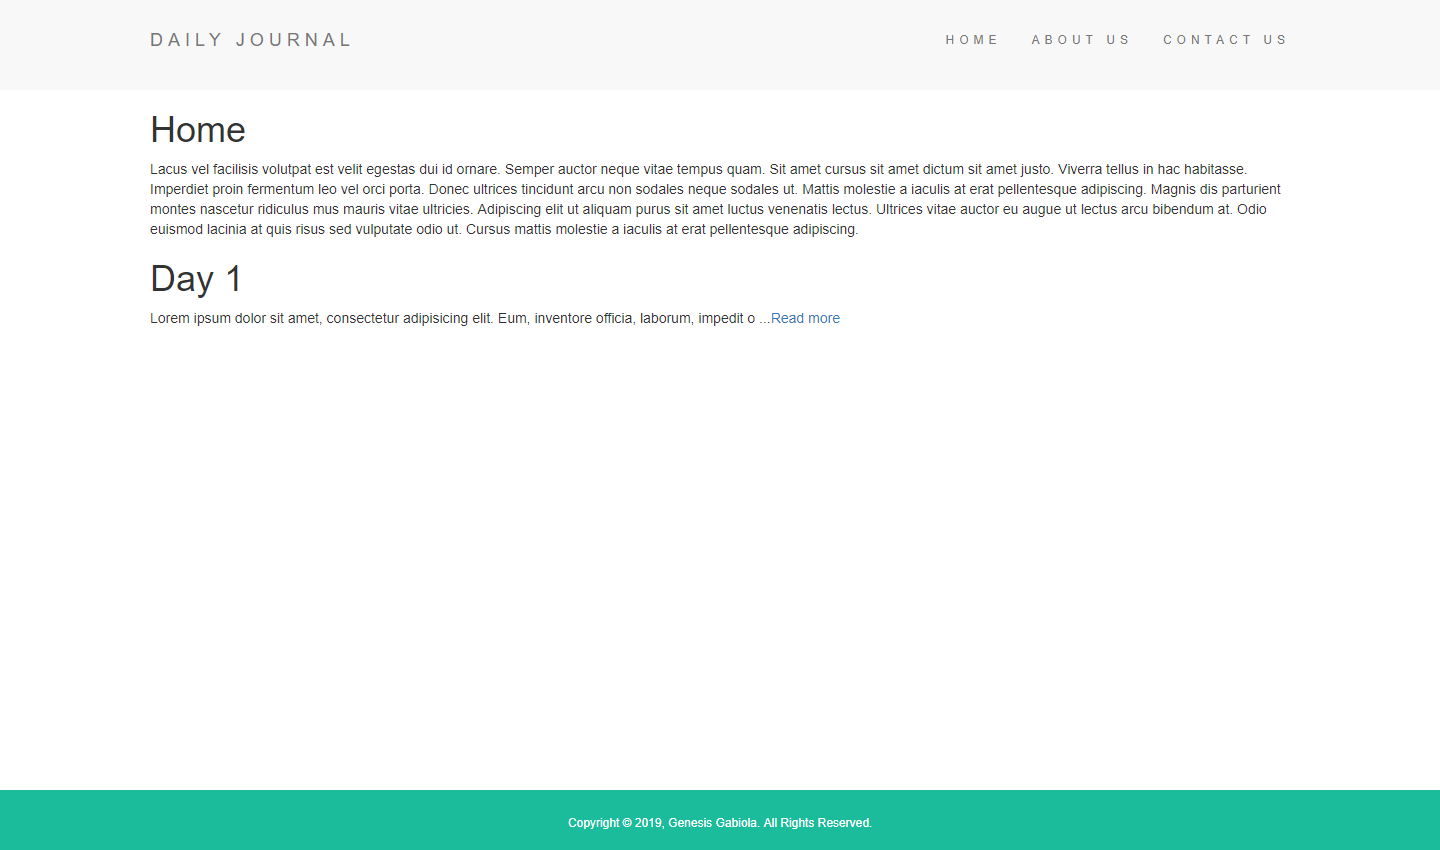 DAILY JOURNAL
HOME ABOUT US CONTACT US
Home
Lacus vel facilisis volutpat est velit egestas dui id ornare. Semper auctor neque vitae tempus quam. Sit amet cursus sit amet dictum sit amet justo. Viverra tellus in hac habitasse.
Imperdiet proin fermentum leo vel orci porta. Donec ultrices tincidunt arcu non sodales neque sodales ut. Mattis molestie a iaculis at erat pellentesque adipiscing. Magnis dis parturient
montes nascetur ridiculus mus mauris vitae ultricies. Adipiscing elit ut aliquam purus sit amet luctus venenatis lectus. Ultrices vitae auctor eu augue ut lectus arcu bibendum at. Odio
euismod lacinia at quis risus sed vulputate odio ut. Cursus mattis molestie a iaculis at erat pellentesque adipiscing.
Day 1
Lorem ipsum dolor sit amet, consectetur adipisicing elit. Eum, inventore officia, laborum, impedit o ...Read more
Copyright © 2019, Genesis Gabiola. All Rights Reserved.